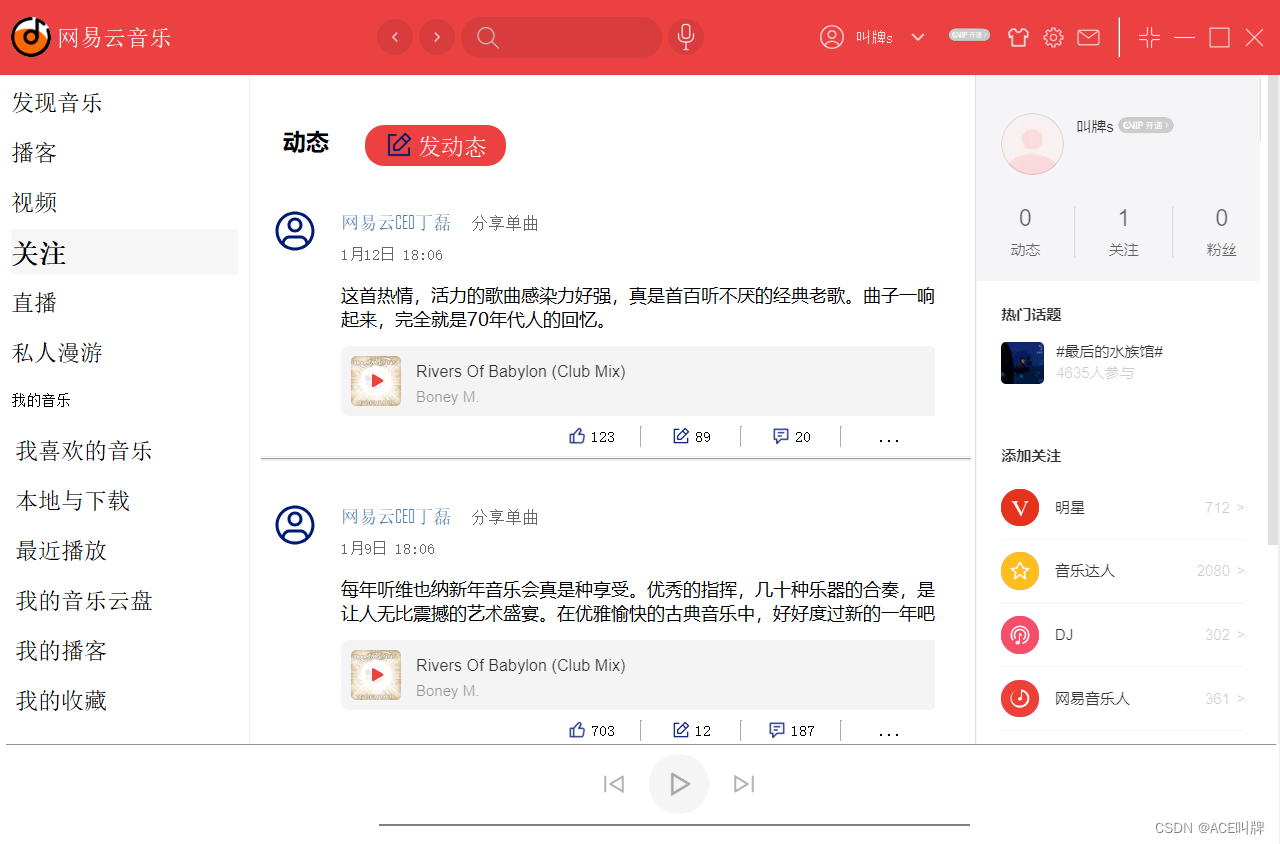 网易云音乐
叫牌s
VIP 开通
发现音乐
播客
视频
关注
直播
私人漫游
我的音乐
我喜欢的音乐
本地与下载
最近播放
我的音乐云盘
我的播客
我的收藏
动态
发动态
网易云CEO丁磊 分享单曲
1月12日 18:06
这首热情，活力的歌曲感染力好强，真是首百听不厌的经典老歌。曲子一响
起来，完全就是70年代人的回忆。
Rivers Of Babylon (Club Mix)
Boney M.
123 89 20 ...
网易云CEO丁磊 分享单曲
1月9日 18:06
每年听维也纳新年音乐会真是种享受。优秀的指挥，几十种乐器的合奏，是
让人无比震撼的艺术盛宴。在优雅愉快的古典音乐中，好好度过新的一年吧
Rivers Of Babylon (Club Mix)
Boney M.
703 12 187 ...
叫牌s VIP 开通
0 1 0
动态 关注 粉丝
热门话题
#最后的水族馆#
4635人参与
添加关注
V 明星 712 >
音乐达人 2080 >
DJ 302 >
网易音乐人 361 >
CSDN @ACE叫牌